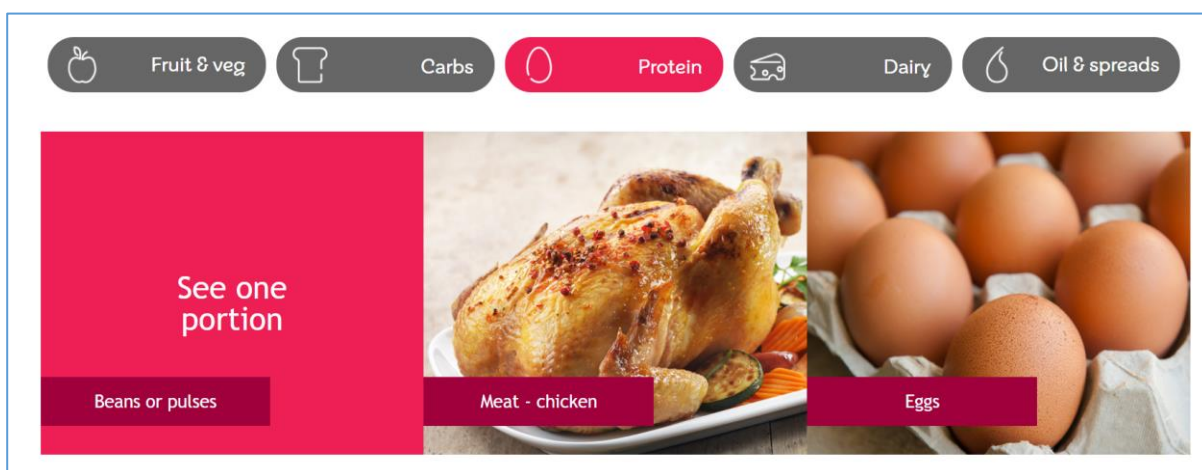 Fruit & veg
Carbs
Protein
Dairy
Oil & spreads
See one
portion
Beans or pulses
Meat - chicken
Eggs